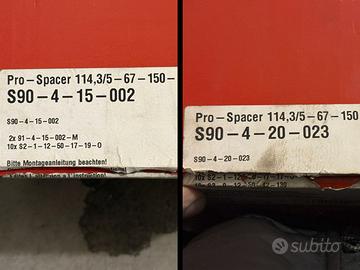 Pro-Spacer 114,3/5-67-150-
S90-4-15-002
S90-4-15-002
2x 91-4-15-002-M
10x S2-1-12-50-17-19-O
Bitte Montageanleitung beachten!
Pro-Spacer 114,3/5-67-150
S90-4-20-023
S90-4-20-023
subito